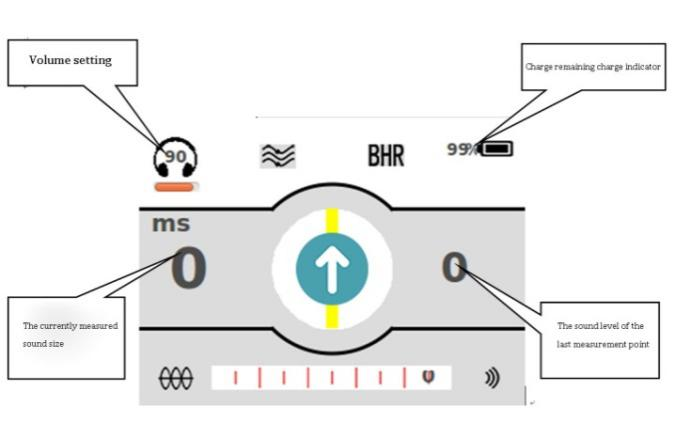 Volume setting
Charge remaining charge indicator
90
BHR
99%
ms
0
0
The currently measured
sound size
The sound level of the
last measurement point